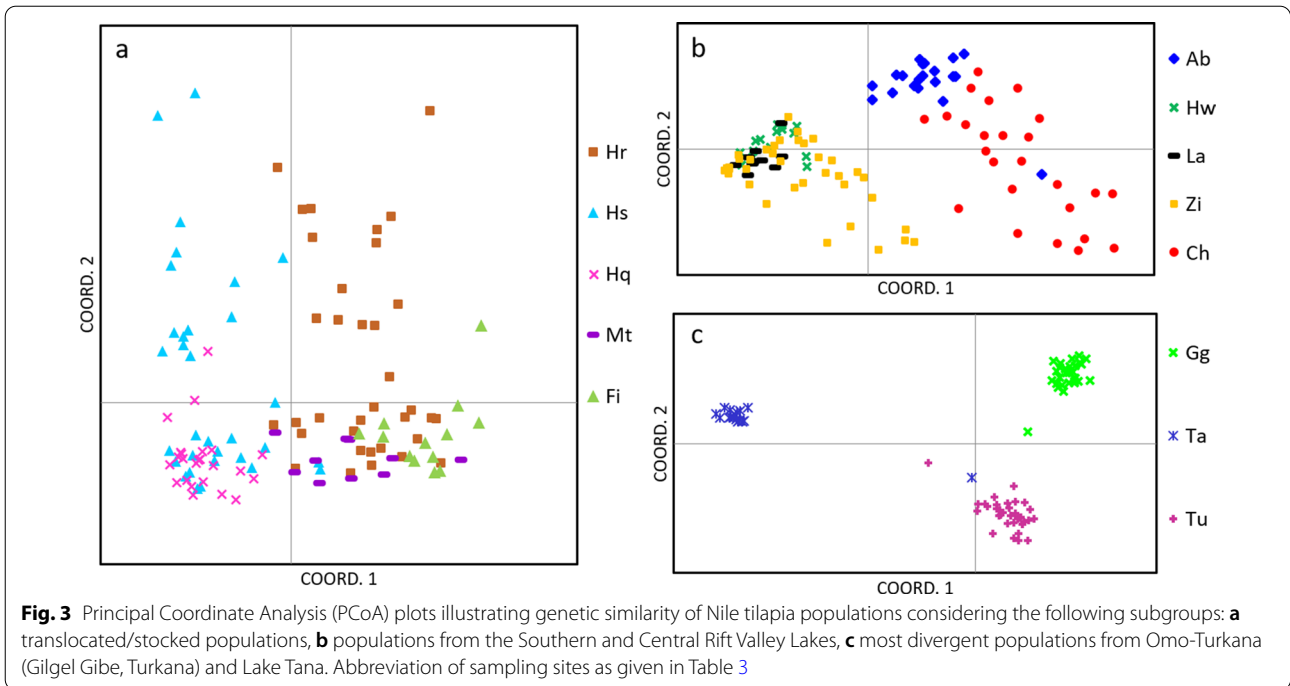 a
Hr
Hs
Hq
Mt
Fi
COORD. 2
COORD. 1
b
Ab
Hw
La
Zi
Ch
COORD. 2
COORD. 1
c
Gg
Ta
Tu
COORD. 2
COORD. 1
Fig. 3 Principal Coordinate Analysis (PCoA) plots illustrating genetic similarity of Nile tilapia populations considering the following subgroups: a
translocated/stocked populations, b populations from the Southern and Central Rift Valley Lakes, c most divergent populations from Omo-Turkana
(Gilgel Gibe, Turkana) and Lake Tana. Abbreviation of sampling sites as given in Table 3